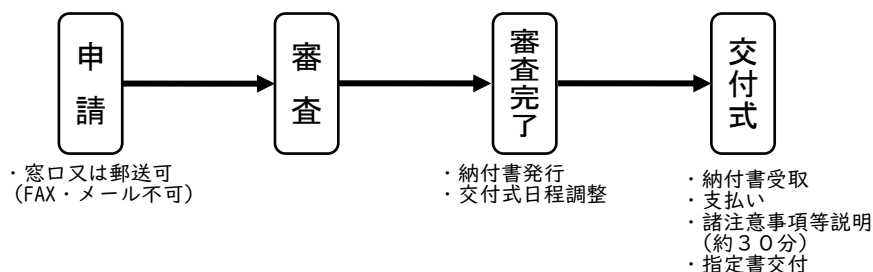 申請
審査
審査完了
交付式
・窓口又は郵送可
(FAX・メール不可)
・納付書発行
・交付式日程調整
・納付書受取
・支払い
・諸注意事項等説明
(約３０分)
・指定書交付